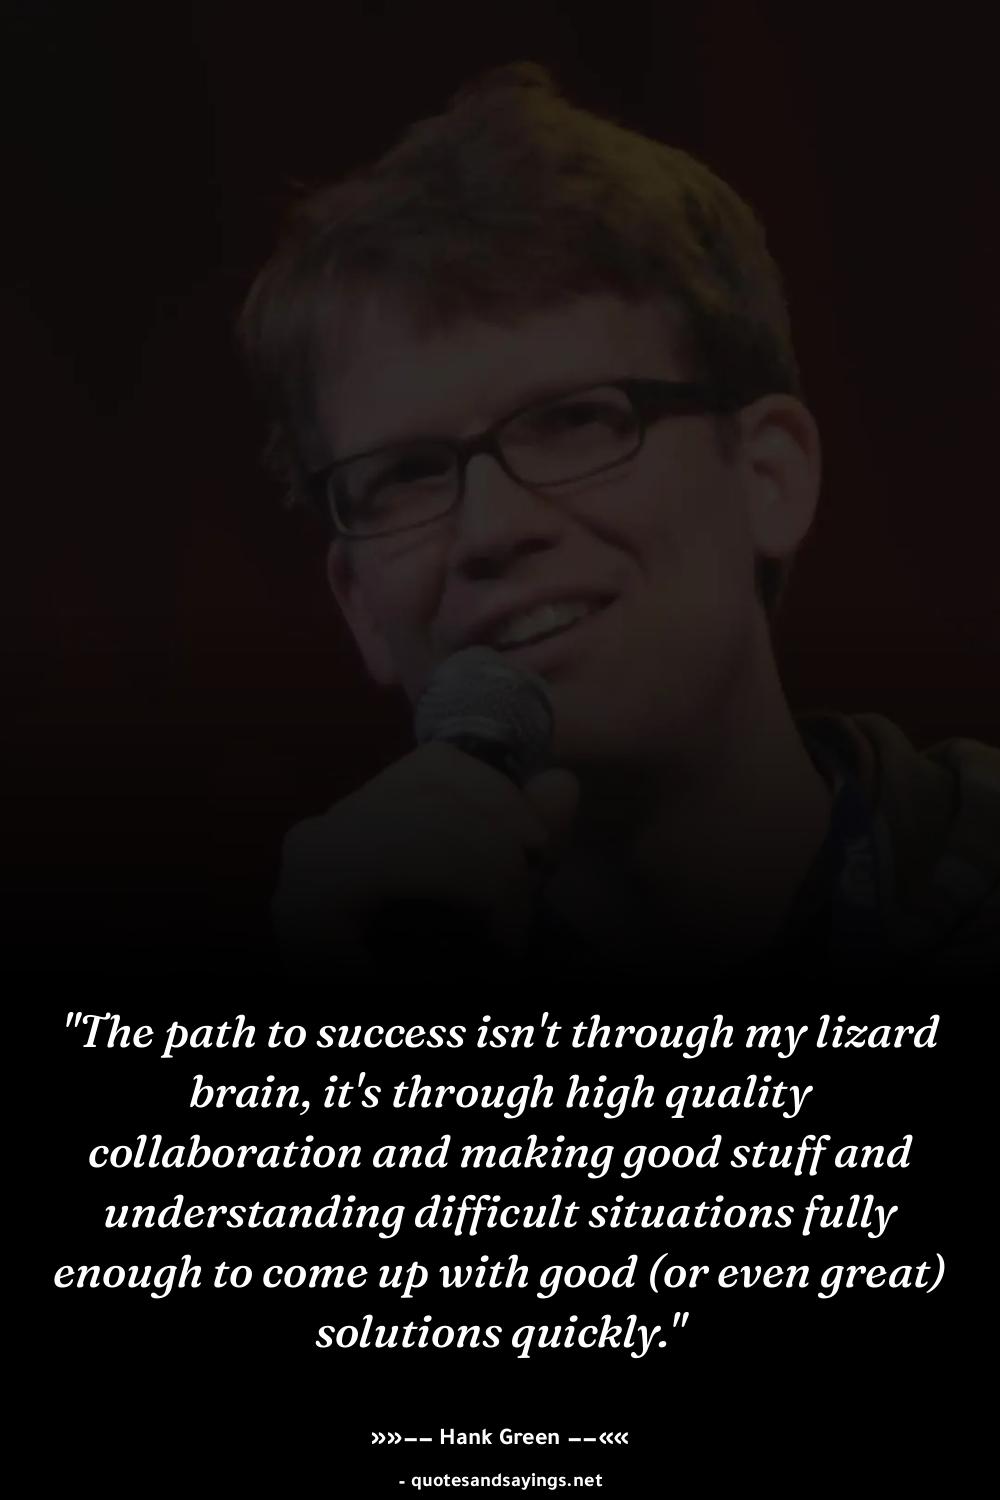 "The path to success isn't through my lizard
brain, it's through high quality
collaboration and making good stuff and
understanding difficult situations fully
enough to come up with good (or even great)
solutions quickly."
»»−− Hank Green −−««
- quotesandsayings.net